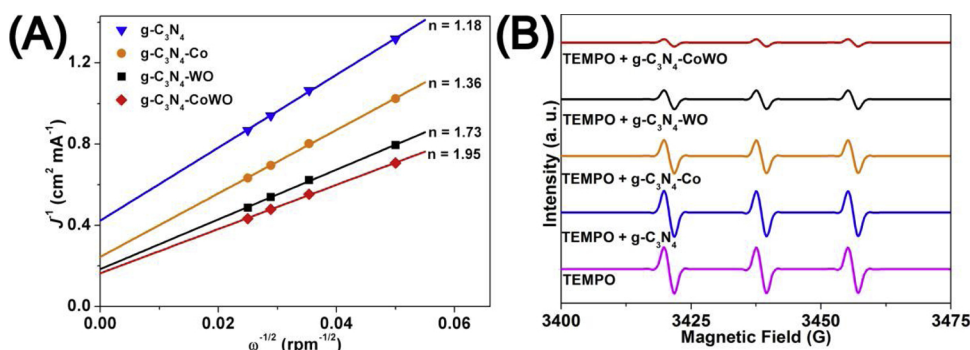 (A)
g-C3N4
g-C3N4-Co
g-C3N4-WO
g-C3N4-CoWO
n = 1.18
n = 1.36
n = 1.73
n = 1.95
1.2
0.8
0.4
0.0
J-1 (cm2 mA-1)
0.00 0.02 0.04 0.06
ω-1/2 (rpm-1/2)
(B)
TEMPO + g-C3N4-CoWO
TEMPO + g-C3N4-WO
TEMPO + g-C3N4-Co
TEMPO + g-C3N4
TEMPO
Intensity (a. u.)
3400 3425 3450 3475
Magnetic Field (G)